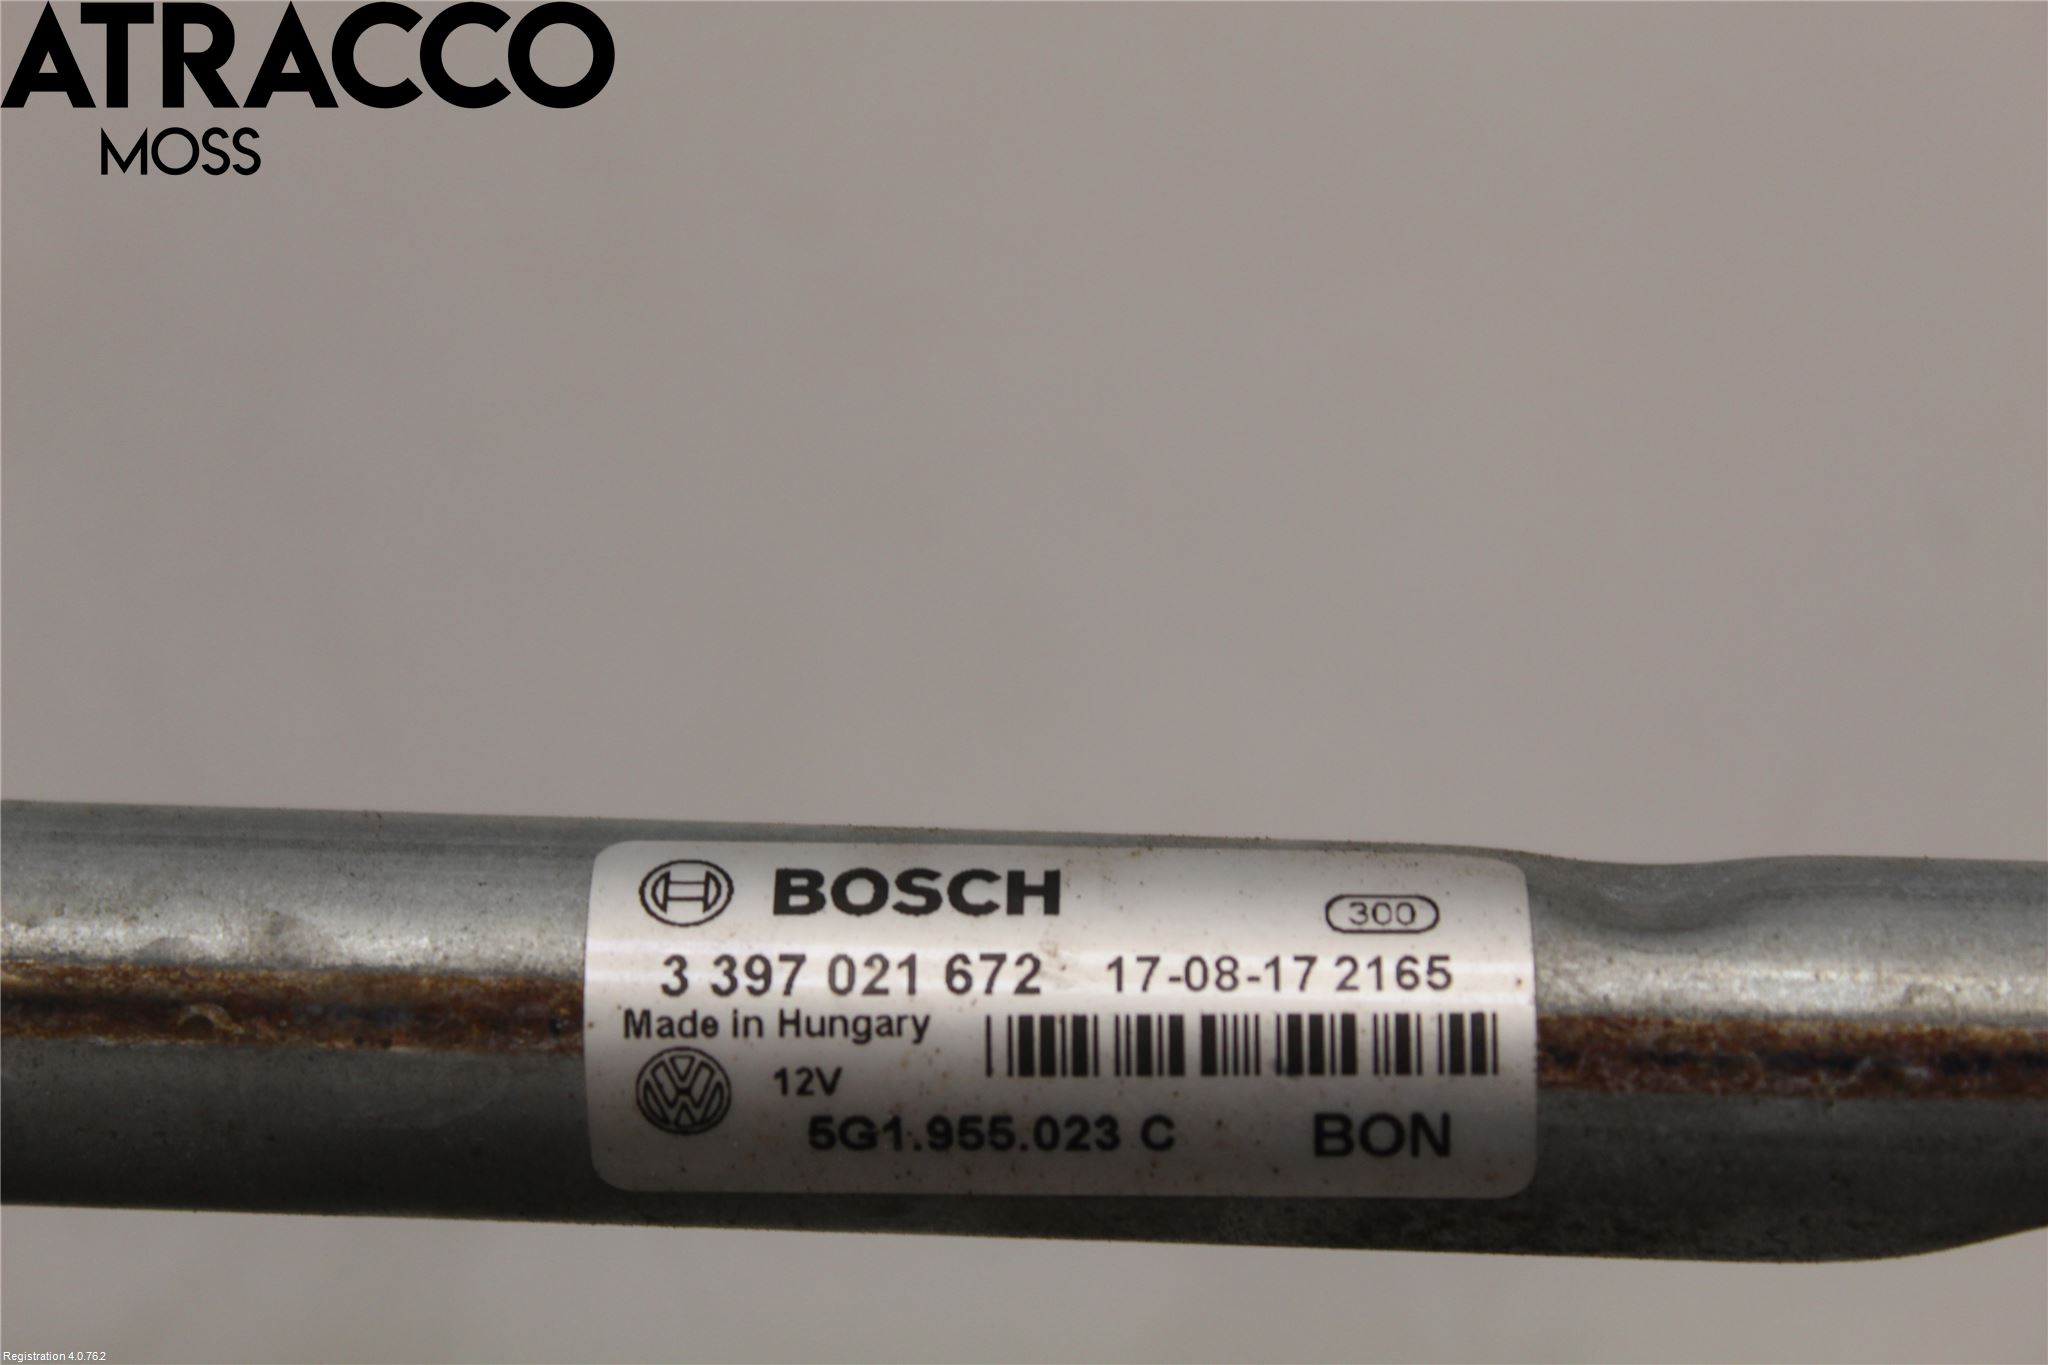 ATRACCO
MOSS
BOSCH
300
3 397 021 672 17-08-17 2165
Made in Hungary
12V
5G1.955.023 C BON
Registration 4.0.762